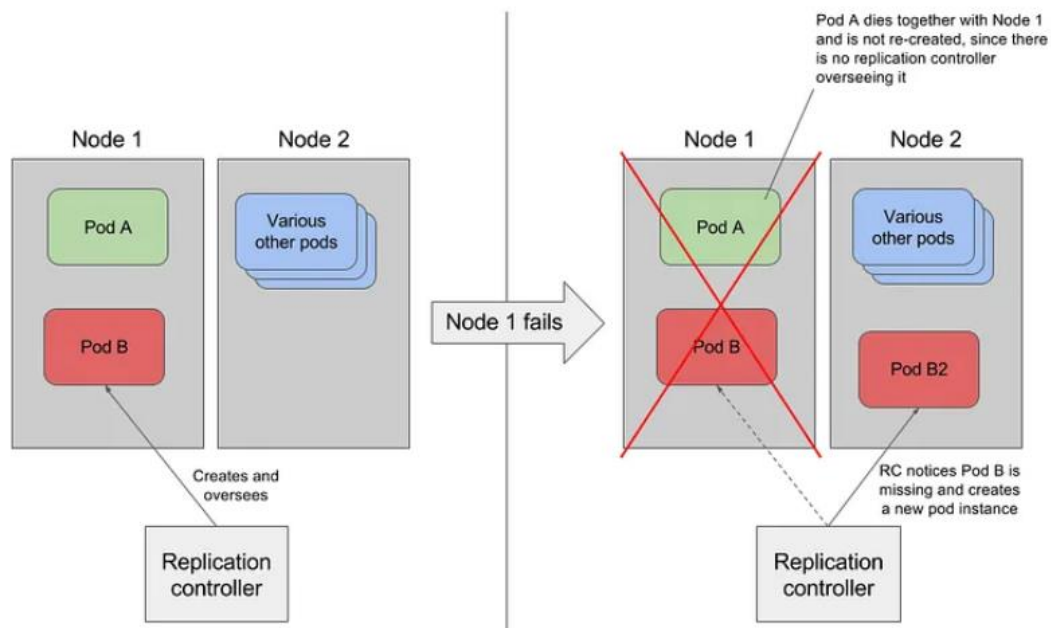 Node 1
Node 2
Pod A
Various
other pods
Pod B
Creates and
oversees
Replication
controller
Node 1 fails
Pod A dies together with Node 1
and is not re-created, since there
is no replication controller
overseeing it
Node 1
Node 2
Pod A
Various
other pods
Pod B
Pod B2
RC notices Pod B is
missing and creates
a new pod instance
Replication
controller